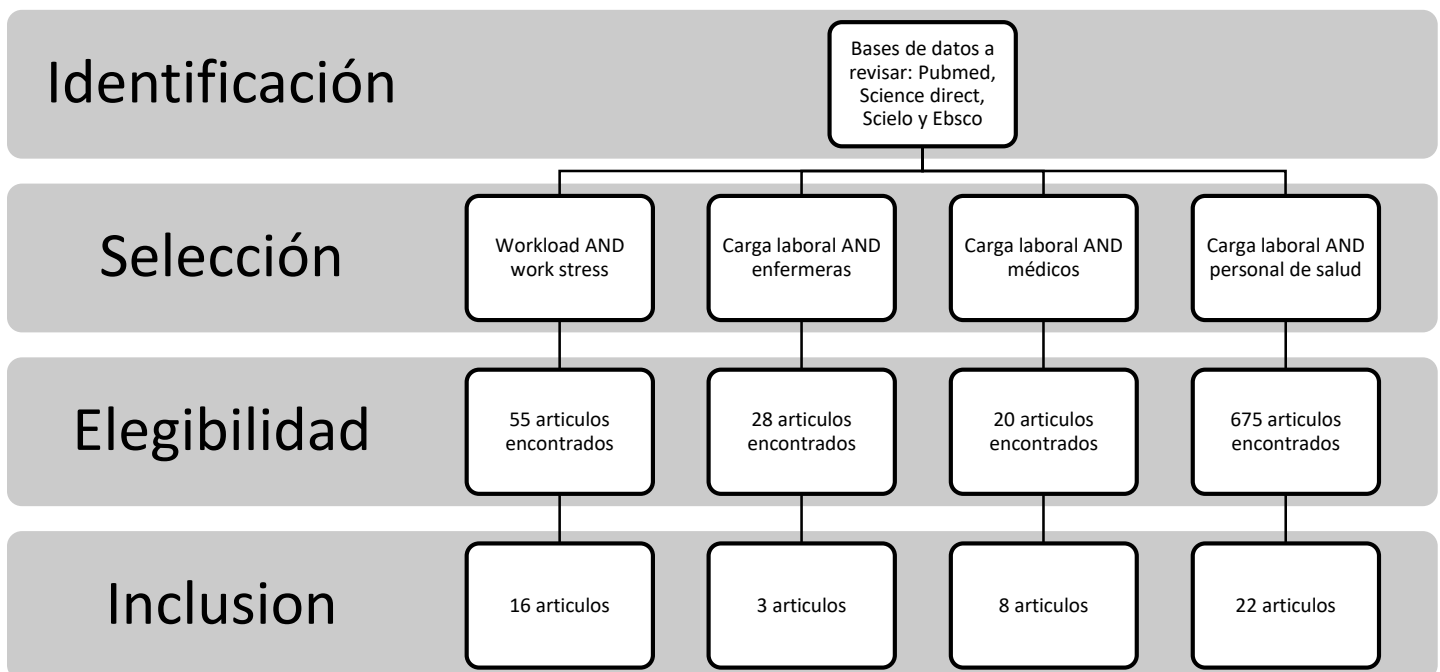 Identificación
Bases de datos a
revisar: Pubmed,
Science direct,
Scielo y Ebsco
Selección
Workload AND
work stress
Carga laboral AND
enfermeras
Carga laboral AND
médicos
Carga laboral AND
personal de salud
Elegibilidad
55 articulos
encontrados
28 articulos
encontrados
20 articulos
encontrados
675 articulos
encontrados
Inclusion
16 articulos
3 articulos
8 articulos
22 articulos